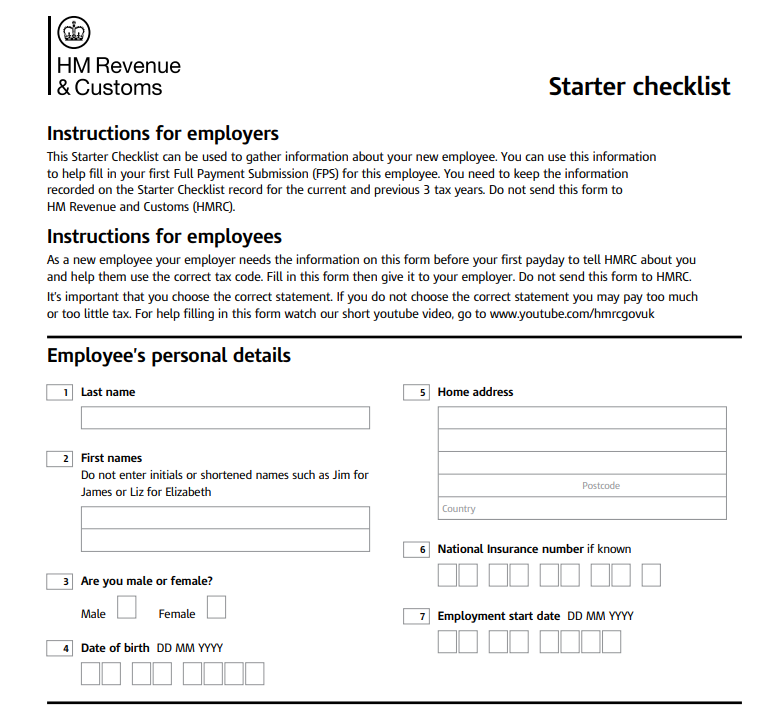 HM Revenue
& Customs
Starter checklist
Instructions for employers
This Starter Checklist can be used to gather information about your new employee. You can use this information
to help fill in your first Full Payment Submission (FPS) for this employee. You need to keep the information
recorded on the Starter Checklist record for the current and previous 3 tax years. Do not send this form to
HM Revenue and Customs (HMRC).
Instructions for employees
As a new employee your employer needs the information on this form before your first payday to tell HMRC about you
and help them use the correct tax code. Fill in this form then give it to your employer. Do not send this form to HMRC.
It's important that you choose the correct statement. If you do not choose the correct statement you may pay too much
or too little tax. For help filling in this form watch our short youtube video, go to www.youtube.com/hmrcgovuk
Employee's personal details
1 Last name
2 First names
Do not enter initials or shortened names such as Jim for
James or Liz for Elizabeth
3 Are you male or female?
Male Female
4 Date of birth DD MM YYYY
5 Home address
Postcode
Country
6 National Insurance number if known
7 Employment start date DD MM YYYY